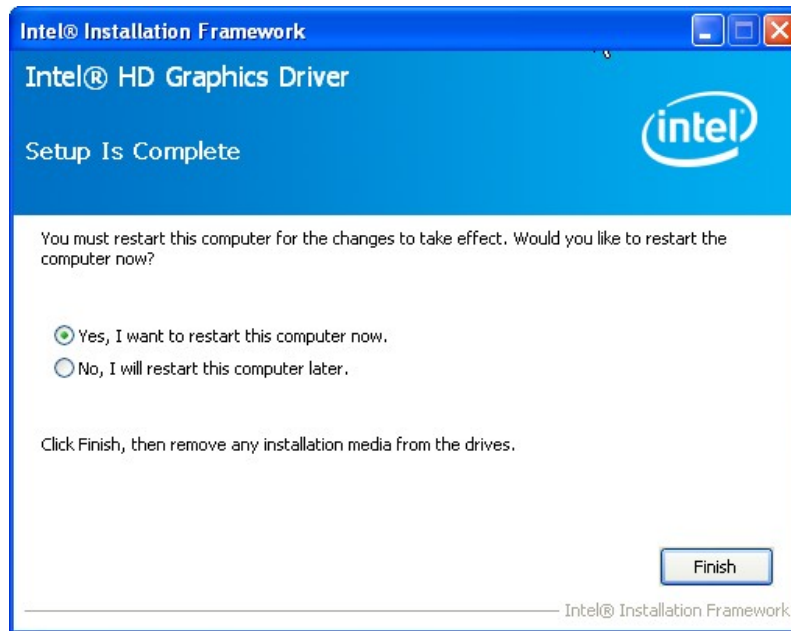 Intel® Installation Framework
Intel® HD Graphics Driver
intel
Setup Is Complete
You must restart this computer for the changes to take effect. Would you like to restart the
computer now?
Yes, I want to restart this computer now.
No, I will restart this computer later.
Click Finish, then remove any installation media from the drives.
Finish
Intel® Installation Framework